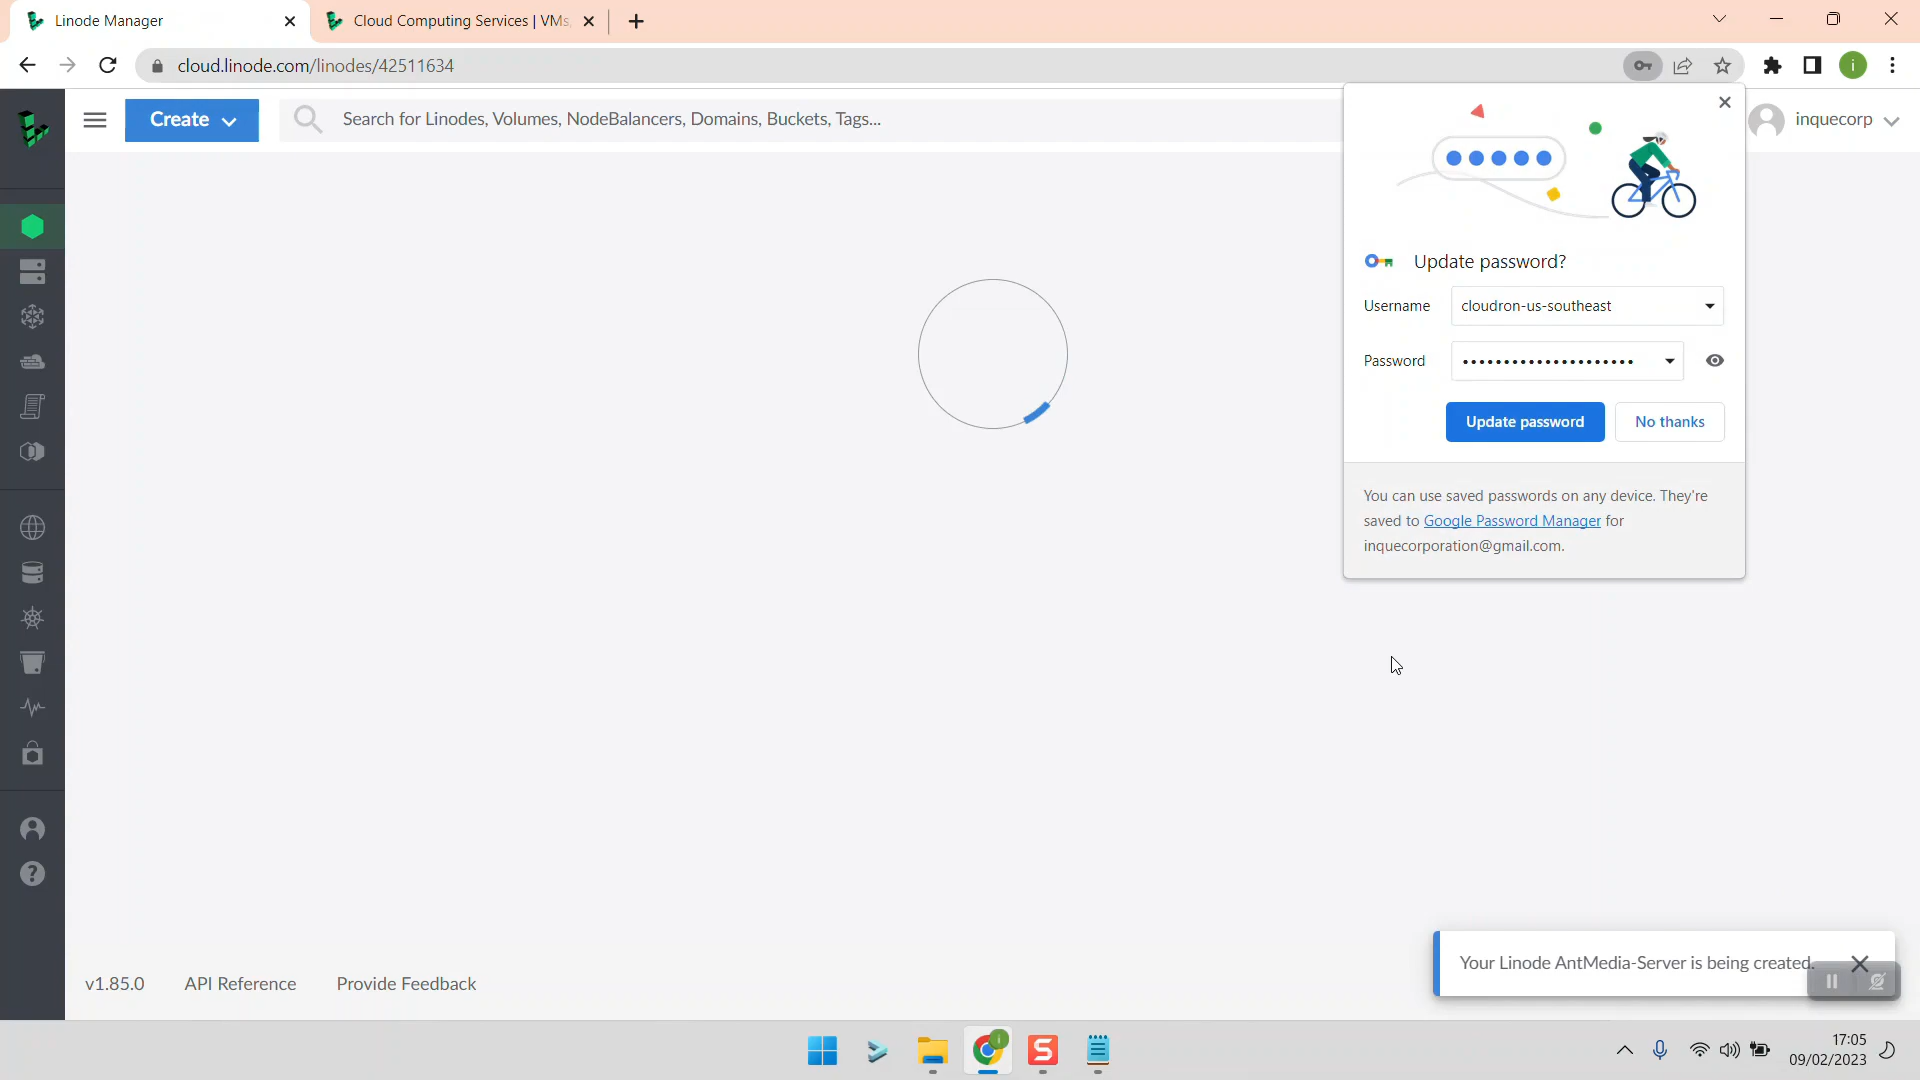 Linode Manager
Cloud Computing Services | VMs
cloud.linode.com/linodes/42511634
i
Create
Search for Linodes, Volumes, NodeBalancers, Domains, Buckets, Tags...
inquecorp
Update password?
Username
cloudron-us-southeast
Password
Update password
No thanks
You can use saved passwords on any device. They're
saved to Google Password Manager for
inquecorporation@gmail.com.
Your Linode AntMedia-Server is being created.
v1.85.0
API Reference
Provide Feedback
17:05
09/02/2023